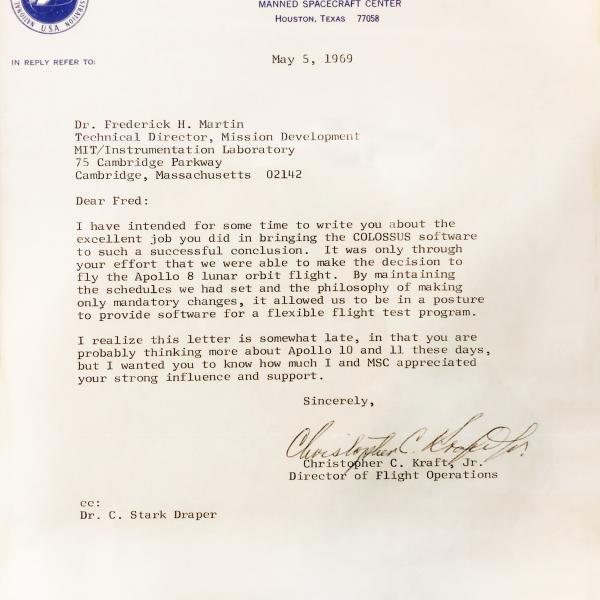 MANNED SPACECRAFT CENTER
HOUSTON, TEXAS 77058
NATIONAL
USA
IN REPLY REFER TO:
May 5, 1969
Dr. Frederick H. Martin
Technical Director, Mission Development
MIT/Instrumentation Laboratory
75 Cambridge Parkway
Cambridge, Massachusetts 02142
Dear Fred:
I have intended for some time to write you about the
excellent job you did in bringing the COLOSSUS software
to such a successful conclusion. It was only through
your effort that we were able to make the decision to
fly the Apollo 8 lunar orbit flight. By maintaining
the schedules we had set and the philosophy of making
only mandatory changes, it allowed us to be in a posture
to provide software for a flexible flight test program.
I realize this letter is somewhat late, in that you are
probably thinking more about Apollo 10 and 11 these days,
but I wanted you to know how much I and MSC appreciated
your strong influence and support.
Sincerely,
Christopher C. Kraft Jr.
Christopher C. Kraft, Jr.
Director of Flight Operations
cc:
Dr. C. Stark Draper